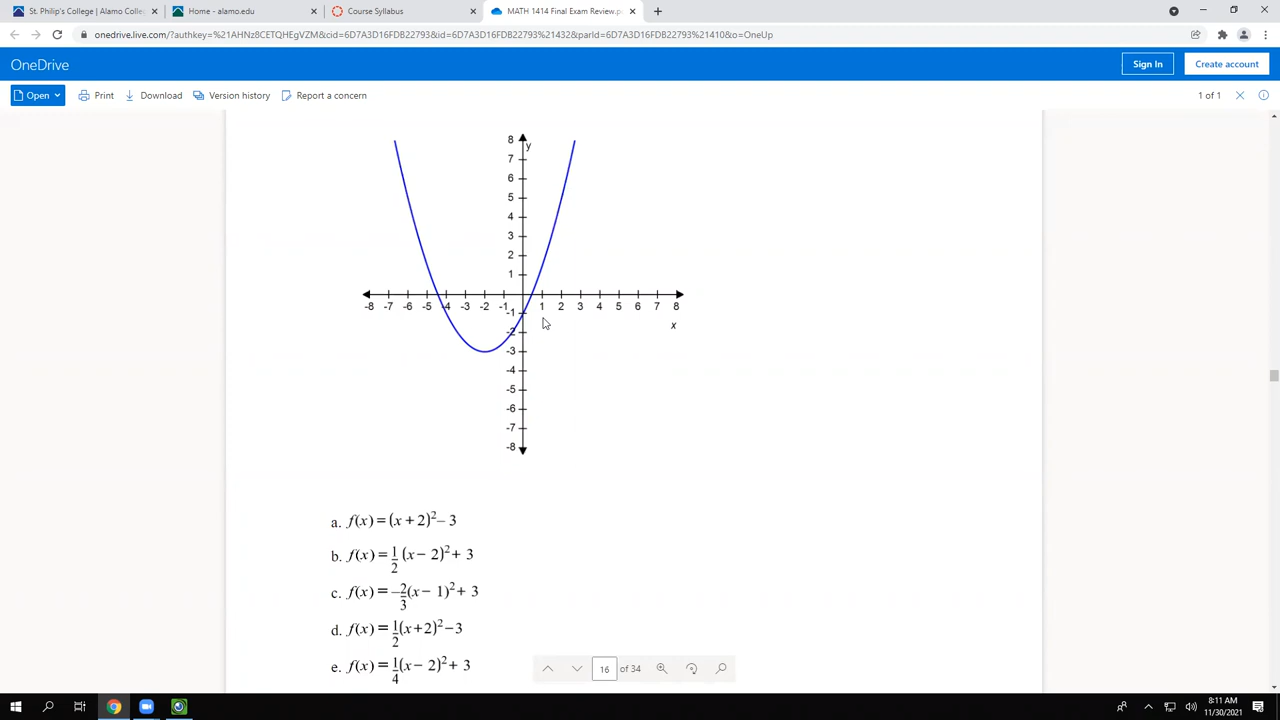 St. Philip's College | Alamo Colle
Home - alamo.edu
Course Syllabus
MATH 1414 Final Exam Review.p
onedrive.live.com/?authkey=%21AHNz8CETQHEgVZM&cid=6D7A3D16FDB22793&id=6D7A3D16FDB22793%21432&parId=6D7A3D16FDB22793%21410&o=OneUp
OneDrive
Sign In
Create account
Open
Print
Download
Version history
Report a concern
1 of 1
8
y
7
6
5
4
3
2
1
-8 -7 -6 -5 -4 -3 -2 -1 1 2 3 4 5 6 7 8
-1
x
-2
-3
-4
-5
-6
-7
-8
a. f(x) = (x + 2)²– 3
b. f(x) = 1/2 (x – 2)² + 3
c. f(x) = –2/3(x – 1)² + 3
d. f(x) = 1/2(x+2)² –3
e. f(x) = 1/4(x – 2)² + 3
16 of 34
8:11 AM
11/30/2021